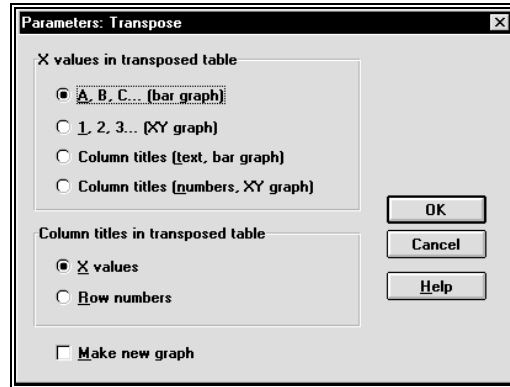 Parameters: Transpose
X values in transposed table
A, B, C... (bar graph)
1, 2, 3... (XY graph)
Column titles (text, bar graph)
Column titles (numbers, XY graph)
OK
Column titles in transposed table
Cancel
X values
Help
Row numbers
Make new graph